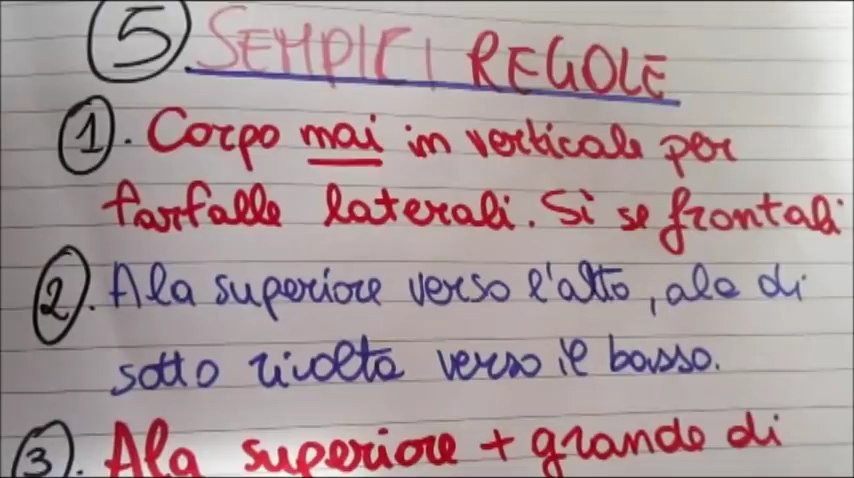 5 SEMPLICI REGOLE
1. Corpo mai in verticale per
farfalle laterali. Sì se frontali
2. Ala superiore verso l'alto, ala di
sotto rivolta verso il basso.
3. Ala superiore + grande di